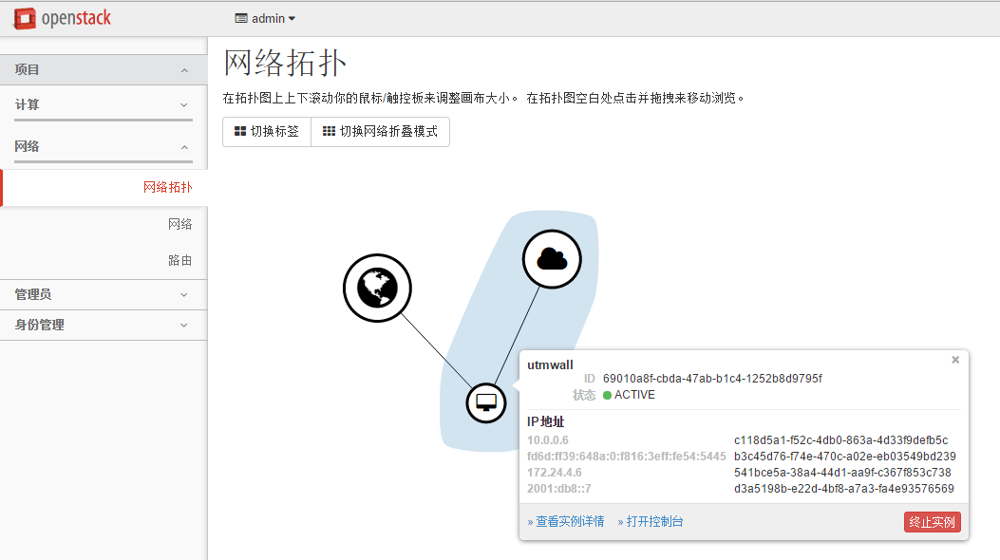 openstack
admin
项目
计算
网络
网络拓扑
网络
路由
管理员
身份管理
网络拓扑
在拓扑图上上下滚动你的鼠标/触控板来调整画布大小。 在拓扑图空白处点击并拖拽来移动浏览。
切换标签 切换网络折叠模式
utmwall ×
ID 69010a8f-cbda-47ab-b1c4-1252b8d9795f
状态 ACTIVE
IP地址
10.0.0.6 c118d5a1-f52c-4db0-863a-4d33f9defb5c
fd6d:ff39:648a:0:f816:3eff:fe54:5445 b3c45d76-f74e-470c-a02e-eb03549bd239
172.24.4.6 541bce5a-38a4-44d1-aa9f-c367f853c738
2001:db8::7 d3a5198b-e22d-4bf8-a7a3-fa4e93576569
» 查看实例详情 » 打开控制台 终止实例